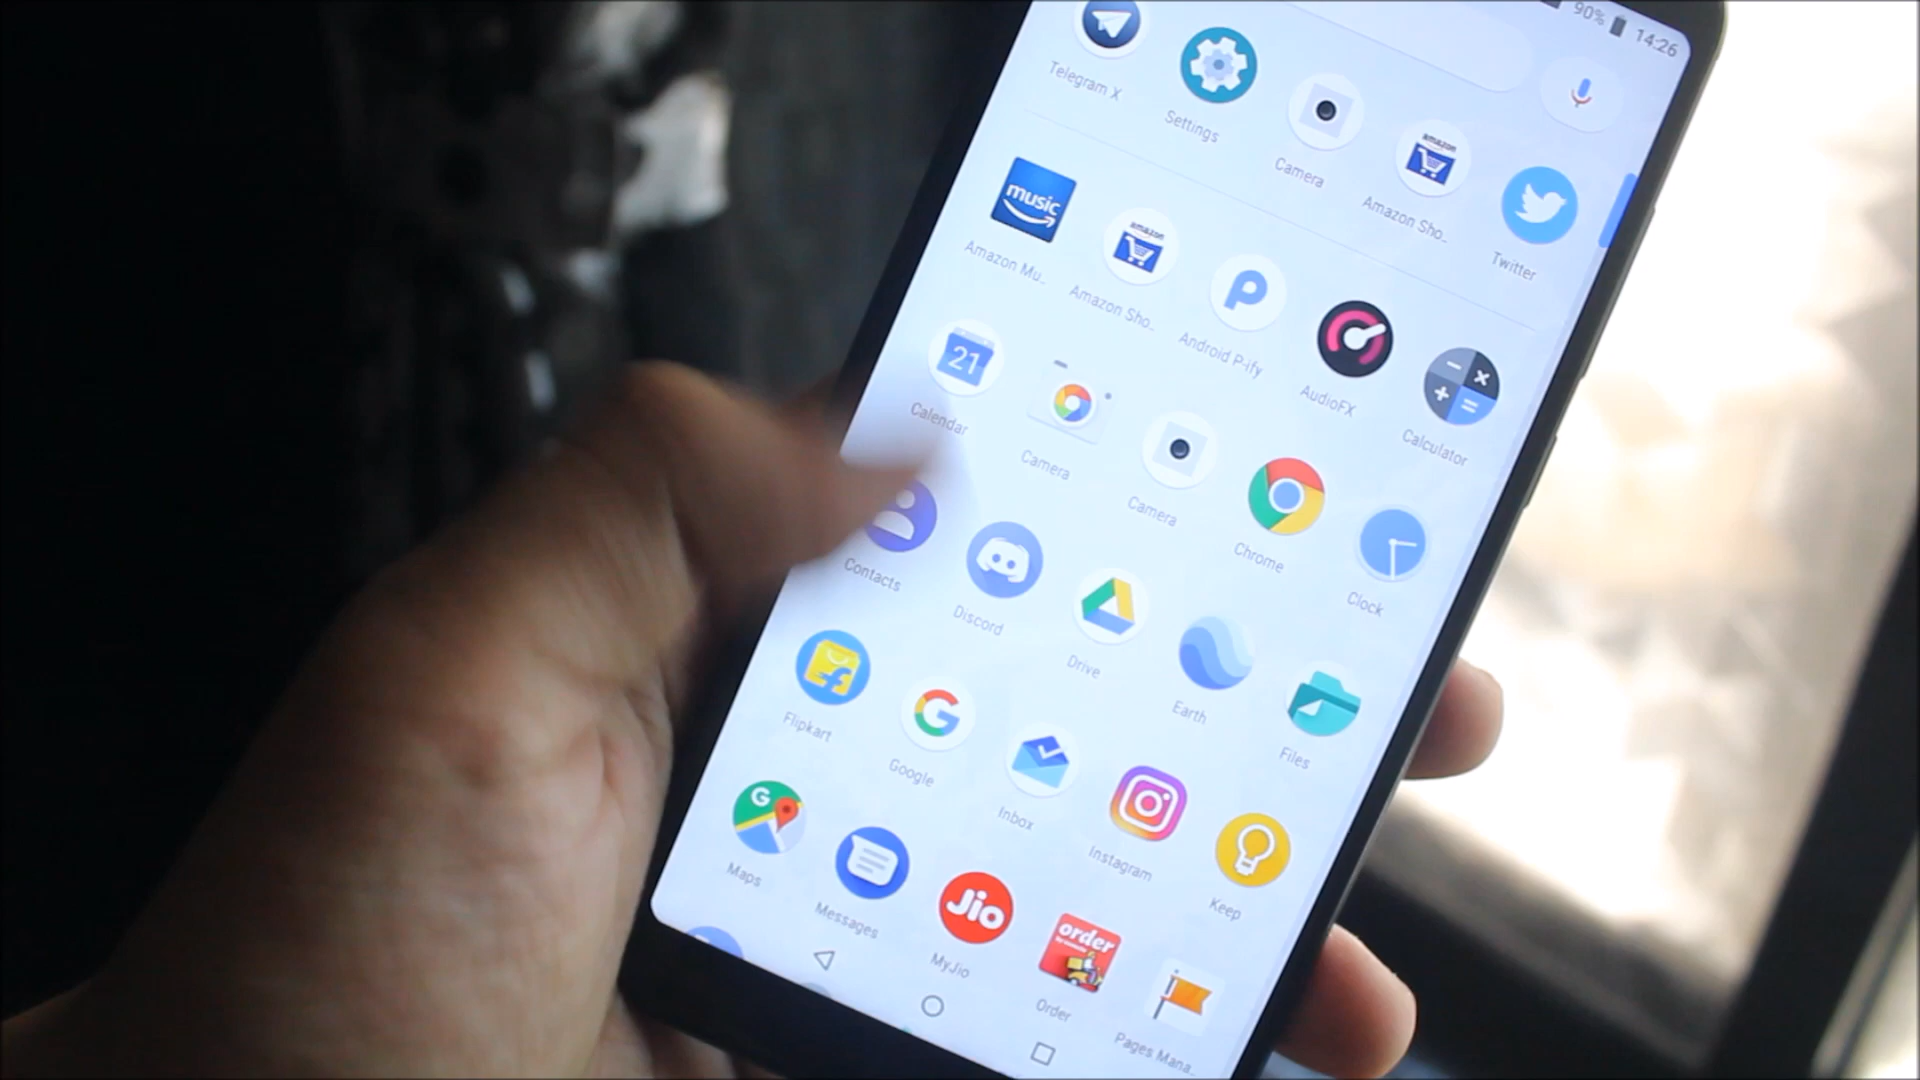 90% 14:26
Telegram X
Settings
Camera
amazon
Amazon Sho..
Twitter
music
Amazon Mu..
amazon
Amazon Sho..
Android P-ify
AudioFX
Calculator
21
Calendar
Camera
Camera
Chrome
Clock
Contacts
Discord
Drive
Earth
Files
Flipkart
Google
Inbox
Instagram
Keep
G
Maps
Messages
Jio
MyJio
order
Order
Pages Mana..